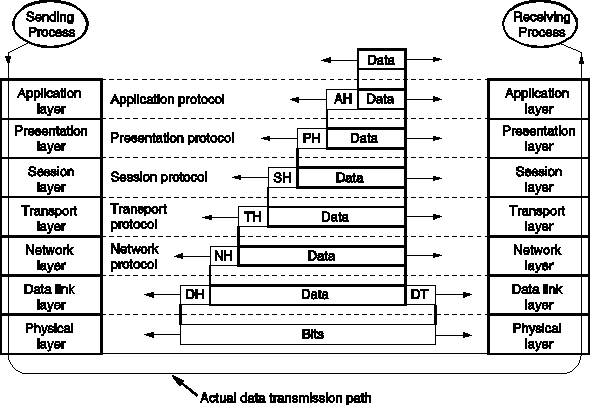 Sending
Process
Receiving
Process
Data
Application
layer
Application protocol
AH
Data
Application
layer
Presentation
layer
Presentation protocol
PH
Data
Presentation
layer
Session
layer
Session protocol
SH
Data
Session
layer
Transport
layer
Transport
protocol
TH
Data
Transport
layer
Network
layer
Network
protocol
NH
Data
Network
layer
Data link
layer
DH
Data
DT
Data link
layer
Physical
layer
Bits
Physical
layer
Actual data transmission path